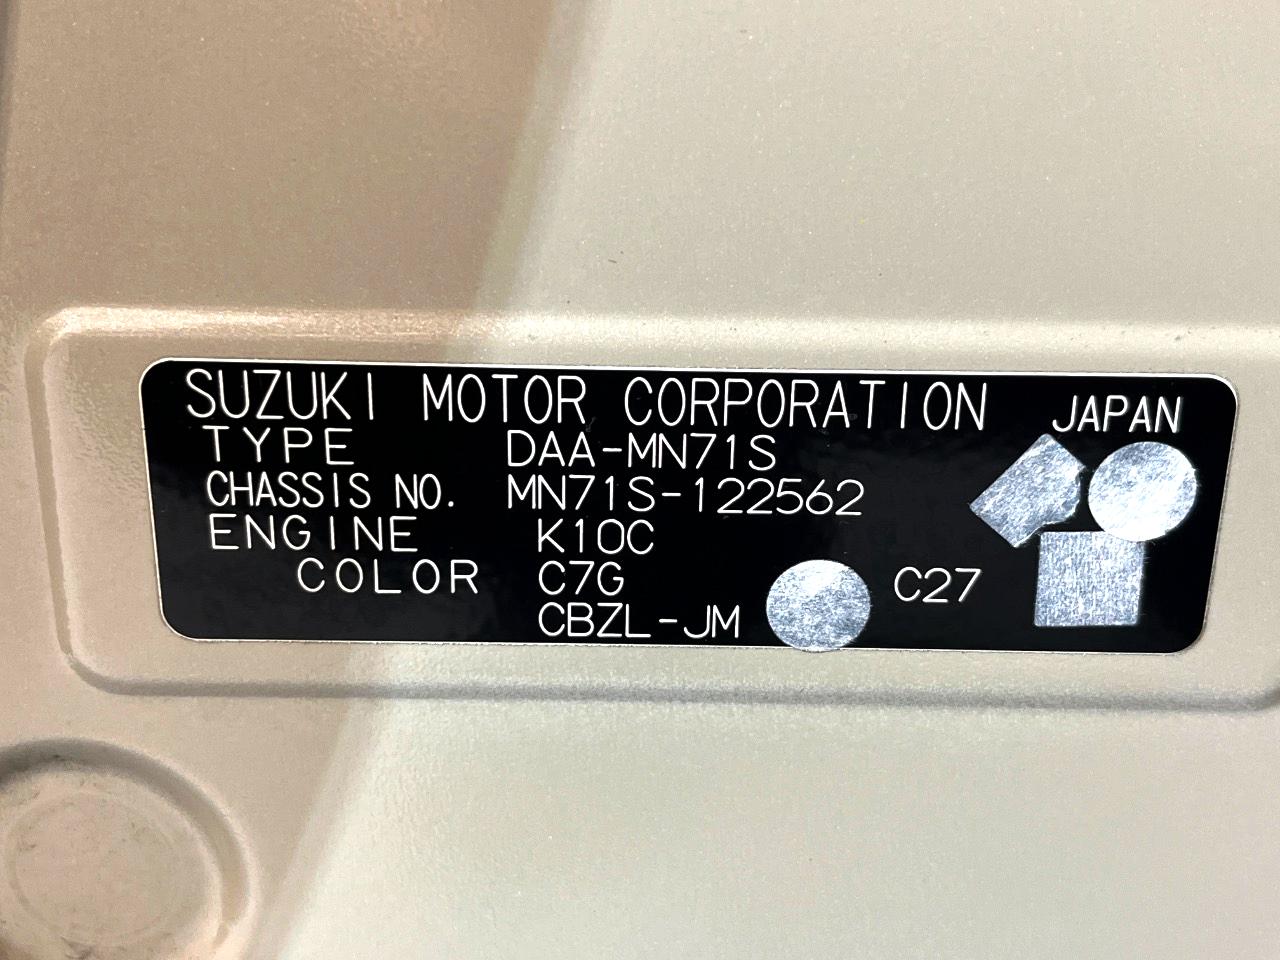 SUZUKI MOTOR CORPORATION JAPAN
TYPE DAA-MN71S
CHASSIS NO. MN71S-122562
ENGINE K10C
COLOR C7G C27
CBZL-JM